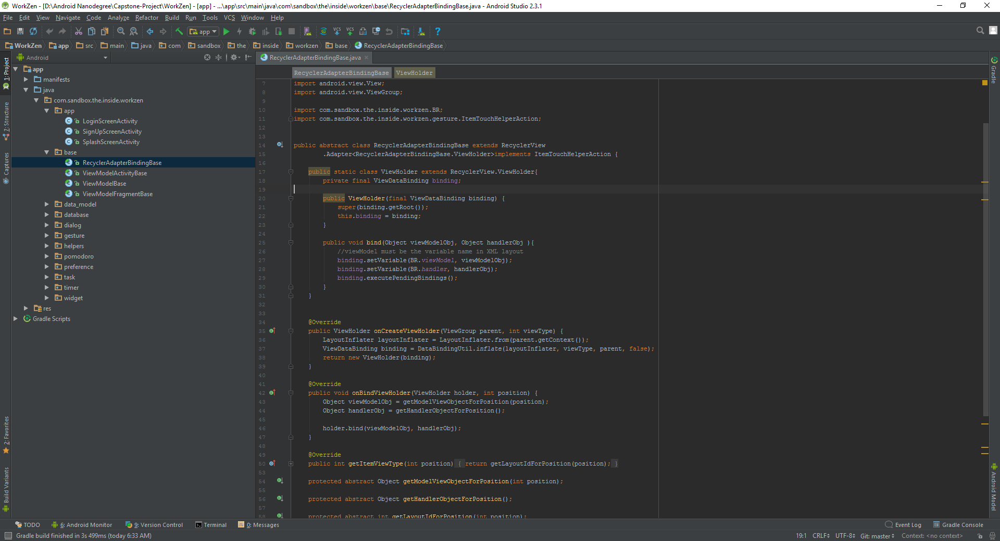 WorkZen - [D:\Android Nanodegree\Capstone-Project\WorkZen] - [app] - ...\app\src\main\java\com\sandbox\the\inside\workzen\base\RecyclerAdapterBindingBase.java - Android Studio 2.3.1
File Edit View Navigate Code Analyze Refactor Build Run Tools VCS Window Help
app VCS VCS ?
WorkZen app src main java com sandbox the inside workzen base RecyclerAdapterBindingBase
Android
RecyclerAdapterBindingBase.java
1: Project
7: Structure
Captures
2: Favorites
Build Variants
app
manifests
java
com.sandbox.the.inside.workzen
app
LoginScreenActivity
SignUpScreenActivity
SplashScreenActivity
base
RecyclerAdapterBindingBase
ViewModelActivityBase
ViewModelBase
ViewModelFragmentBase
data_model
database
dialog
gesture
helpers
pomodoro
preference
task
timer
widget
res
Gradle Scripts
RecyclerAdapterBindingBase ViewHolder
7 import android.view.View;
8 import android.view.ViewGroup;
9
10 import com.sandbox.the.inside.workzen.BR;
11 import com.sandbox.the.inside.workzen.gesture.ItemTouchHelperAction;
12
13
14 public abstract class RecyclerAdapterBindingBase extends RecyclerView
15 .Adapter<RecyclerAdapterBindingBase.ViewHolder>implements ItemTouchHelperAction {
16
17 public static class ViewHolder extends RecyclerView.ViewHolder{
18 private final ViewDataBinding binding;
19
20 public ViewHolder(final ViewDataBinding binding) {
21 super(binding.getRoot());
22 this.binding = binding;
23 }
24
25 public void bind(Object viewModelObj, Object handlerObj ){
26 //viewModel must be the variable name in XML layout
27 binding.setVariable(BR.viewModel, viewModelObj);
28 binding.setVariable(BR.handler, handlerObj);
29 binding.executePendingBindings();
30 }
31 }
32
33
34 @Override
35 public ViewHolder onCreateViewHolder(ViewGroup parent, int viewType) {
36 LayoutInflater layoutInflater = LayoutInflater.from(parent.getContext());
37 ViewDataBinding binding = DataBindingUtil.inflate(layoutInflater, viewType, parent, false);
38 return new ViewHolder(binding);
39 }
40
41 @Override
42 public void onBindViewHolder(ViewHolder holder, int position) {
43 Object viewModelObj = getModelViewObjectForPosition(position);
44 Object handlerObj = getHandlerObjectForPosition();
45
46 holder.bind(viewModelObj, handlerObj);
47 }
48
49 @Override
50 public int getItemViewType(int position) { return getLayoutIdForPosition(position); }
53
54 protected abstract Object getModelViewObjectForPosition(int position);
55
56 protected abstract Object getHandlerObjectForPosition();
57
58 protected abstract int getLayoutIdForPosition(int position);
Gradle
Android Model
TODO 6: Android Monitor 9: Version Control Terminal 0: Messages Event Log Gradle Console
Gradle build finished in 3s 499ms (today 6:33 AM) 19:1 CRLF UTF-8 Git: master Context: <no context>